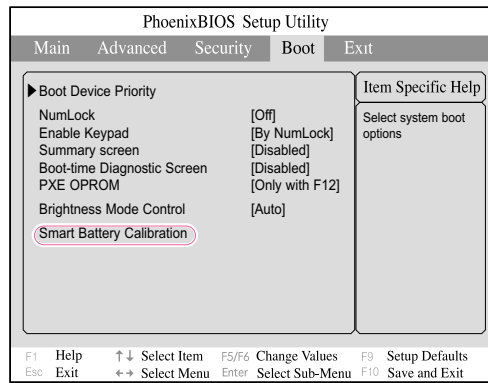 PhoenixBIOS Setup Utility
Main Advanced Security Boot Exit
Boot Device Priority
NumLock [Off]
Enable Keypad [By NumLock]
Summary screen [Disabled]
Boot-time Diagnostic Screen [Disabled]
PXE OPROM [Only with F12]
Brightness Mode Control [Auto]
Smart Battery Calibration
Item Specific Help
Select system boot
options
F1 Help ↑↓ Select Item F5/F6 Change Values F9 Setup Defaults
Esc Exit ←→ Select Menu Enter Select Sub-Menu F10 Save and Exit